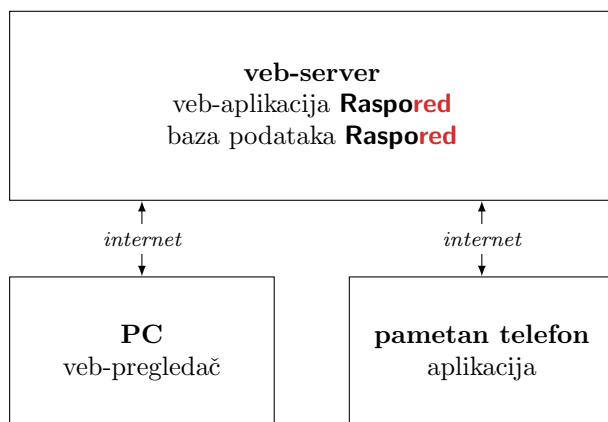 veb-server
veb-aplikacija Raspored
baza podataka Raspored
internet
internet
PC
veb-pregledač
pametan telefon
aplikacija